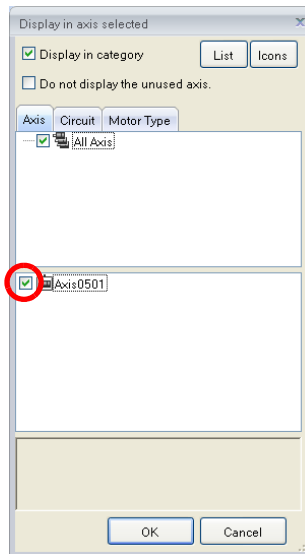 Display in axis selected
Display in category
List
Icons
Do not display the unused axis.
Axis
Circuit
Motor Type
All Axis
Axis0501
OK
Cancel